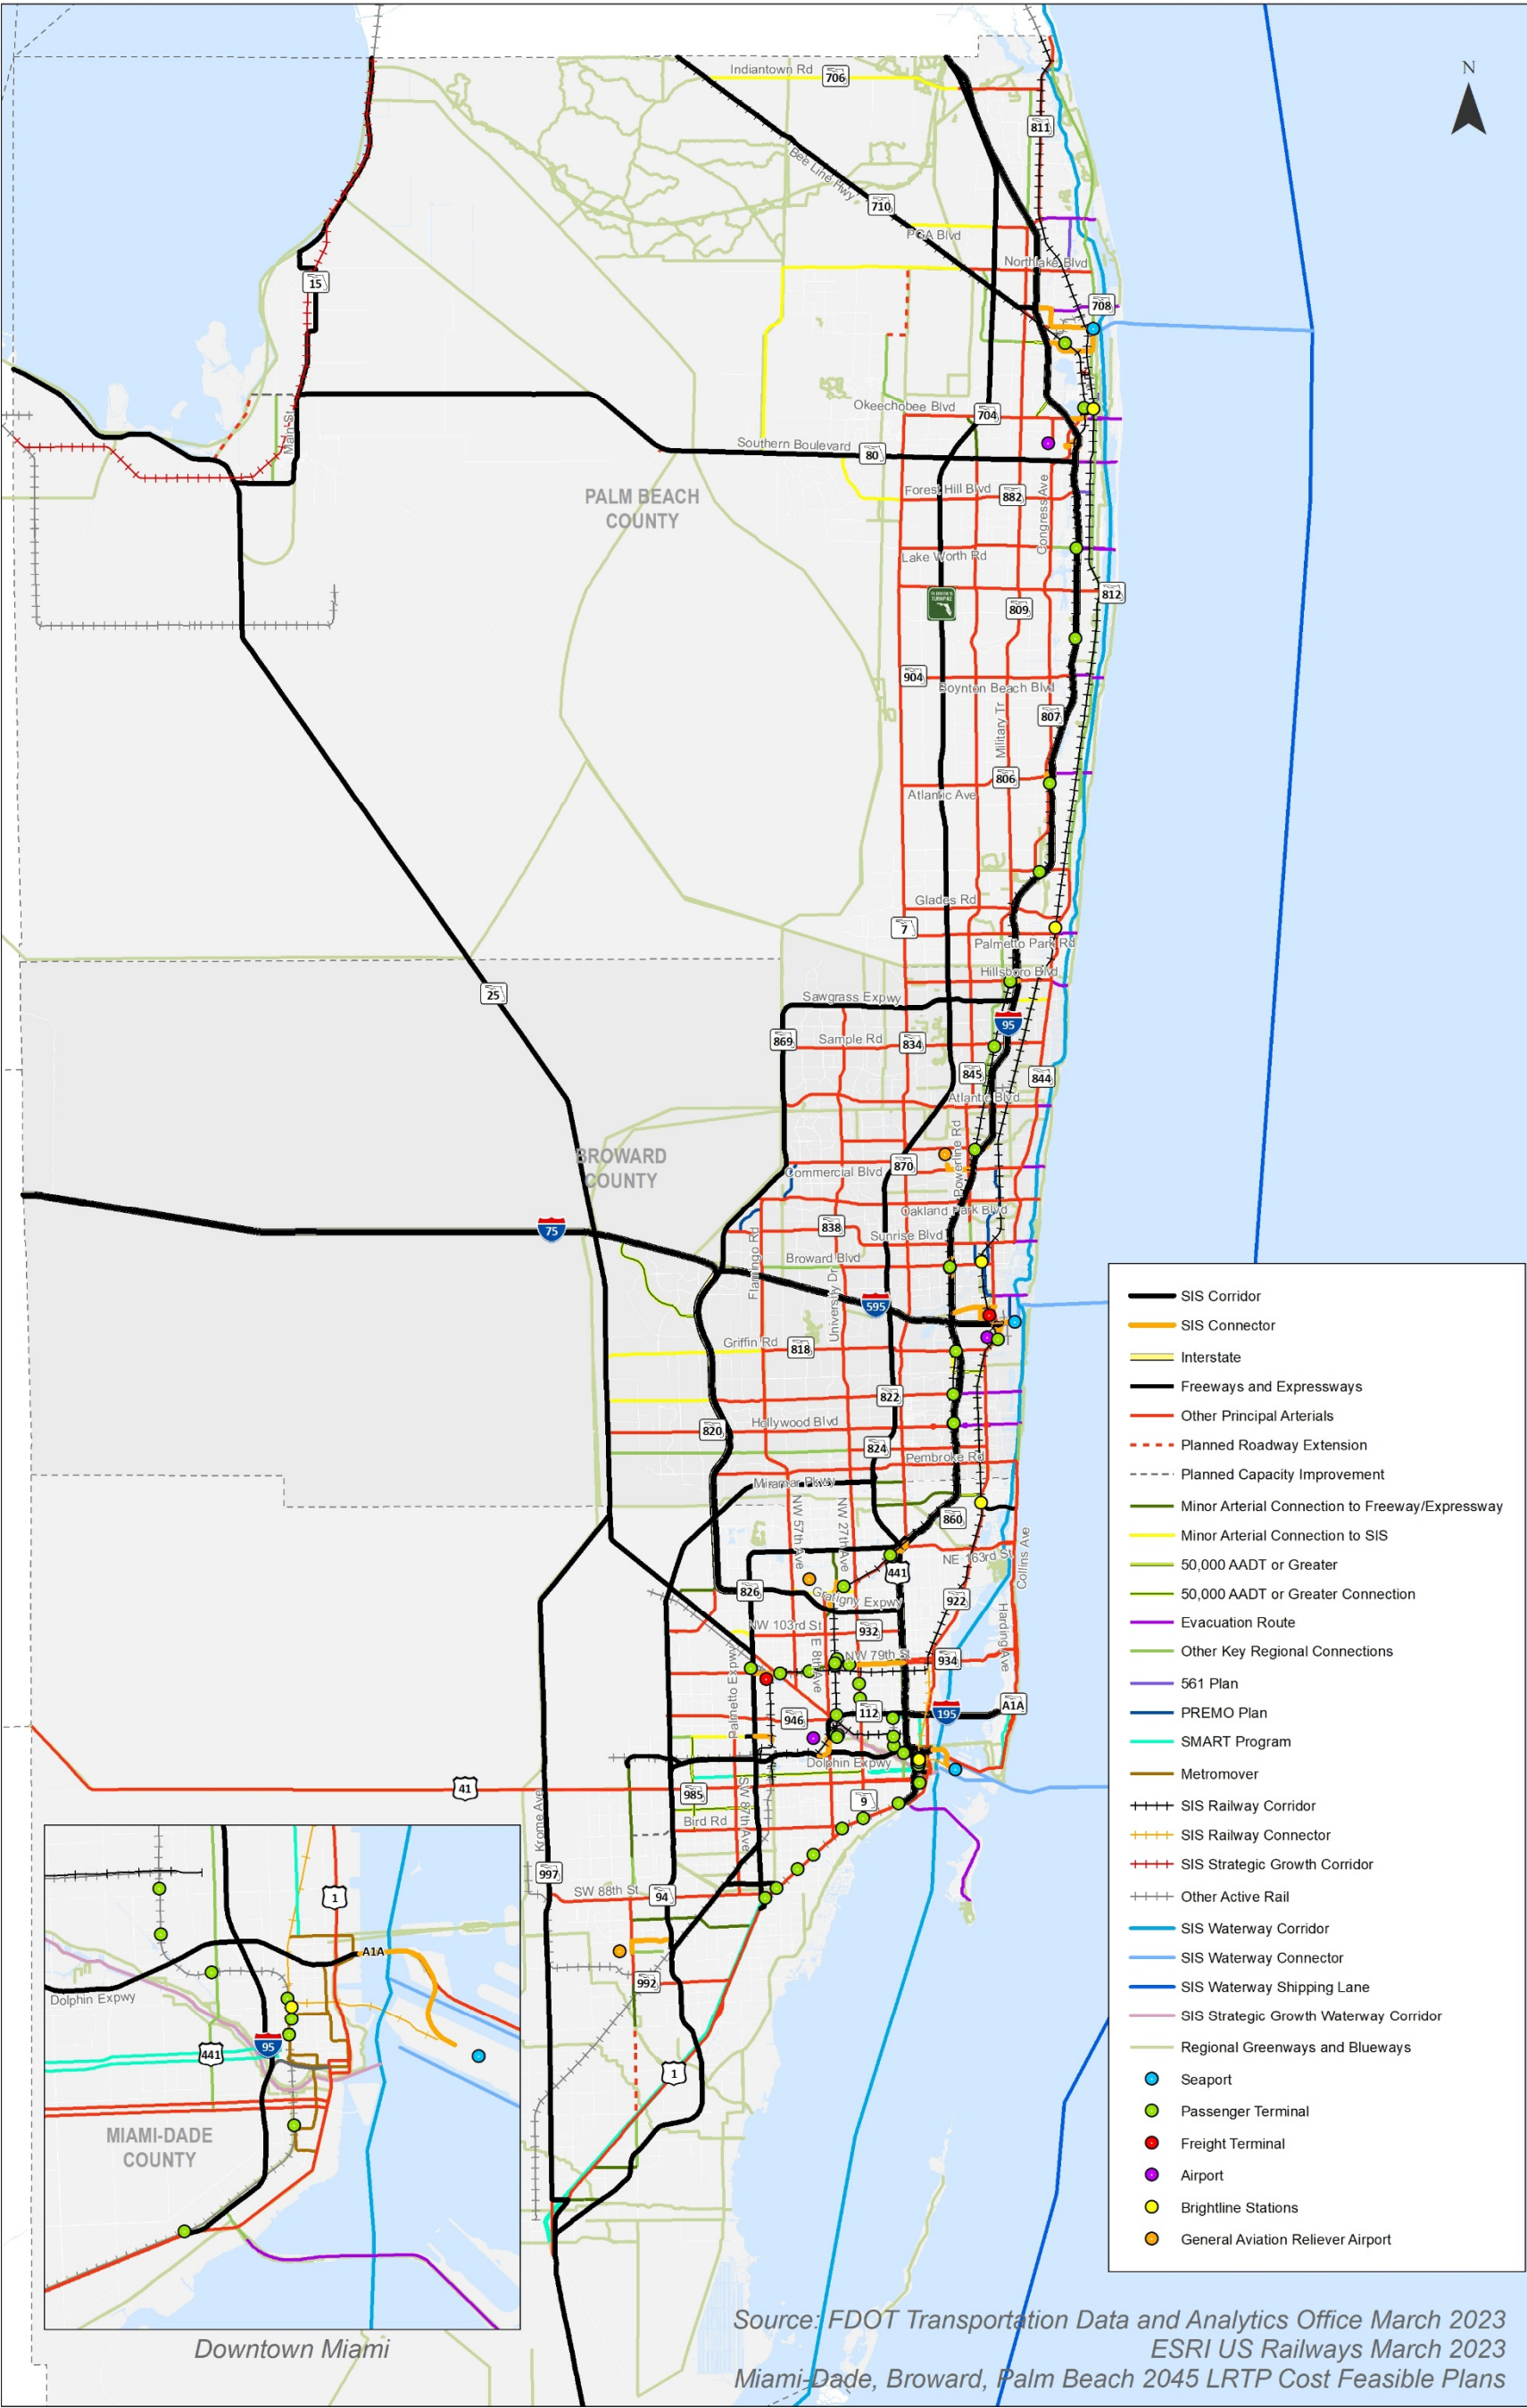 N
Indiantown Rd
706
811
Bee Line Hwy
710
PGA Blvd
Northlake Blvd
15
708
Okeechobee Blvd
704
Main St
Southern Boulevard
80
PALM BEACH
COUNTY
Forest Hill Blvd
882
Congress Ave
Lake Worth Rd
812
FLORIDA'S
TURNPIKE
809
904
Boynton Beach Blvd
807
Military Tr
806
Atlantic Ave
Glades Rd
7
Palmetto Park Rd
Hillsboro Blvd
25
Sawgrass Expwy
95
869
Sample Rd
834
845
844
Atlantic Blvd
Powerline Rd
BROWARD
COUNTY
870
Commercial Blvd
75
Oakland Park Blvd
838
Sunrise Blvd
Flamingo Rd
Broward Blvd
University Dr
595
Griffin Rd
818
822
Hollywood Blvd
820
824
Pembroke Rd
Miramar Pkwy
NW 57th Ave
NW 27th Ave
860
NE 163rd St
Collins Ave
441
826
Gratigny Expwy
922
NW 103rd St
932
Harding Ave
E 8th Ave
NW 79th St
934
Palmetto Expwy
946
112
195
A1A
Dolphin Expwy
41
985
SW 87th Ave
9
Krome Ave
Bird Rd
997
SW 88th St
94
992
1
SIS Corridor
SIS Connector
Interstate
Freeways and Expressways
Other Principal Arterials
Planned Roadway Extension
Planned Capacity Improvement
Minor Arterial Connection to Freeway/Expressway
Minor Arterial Connection to SIS
50,000 AADT or Greater
50,000 AADT or Greater Connection
Evacuation Route
Other Key Regional Connections
561 Plan
PREMO Plan
SMART Program
Metromover
SIS Railway Corridor
SIS Railway Connector
SIS Strategic Growth Corridor
Other Active Rail
SIS Waterway Corridor
SIS Waterway Connector
SIS Waterway Shipping Lane
SIS Strategic Growth Waterway Corridor
Regional Greenways and Blueways
Seaport
Passenger Terminal
Freight Terminal
Airport
Brightline Stations
General Aviation Reliever Airport
1
A1A
Dolphin Expwy
95
441
MIAMI-DADE
COUNTY
Downtown Miami
Source: FDOT Transportation Data and Analytics Office March 2023
ESRI US Railways March 2023
Miami-Dade, Broward, Palm Beach 2045 LRTP Cost Feasible Plans